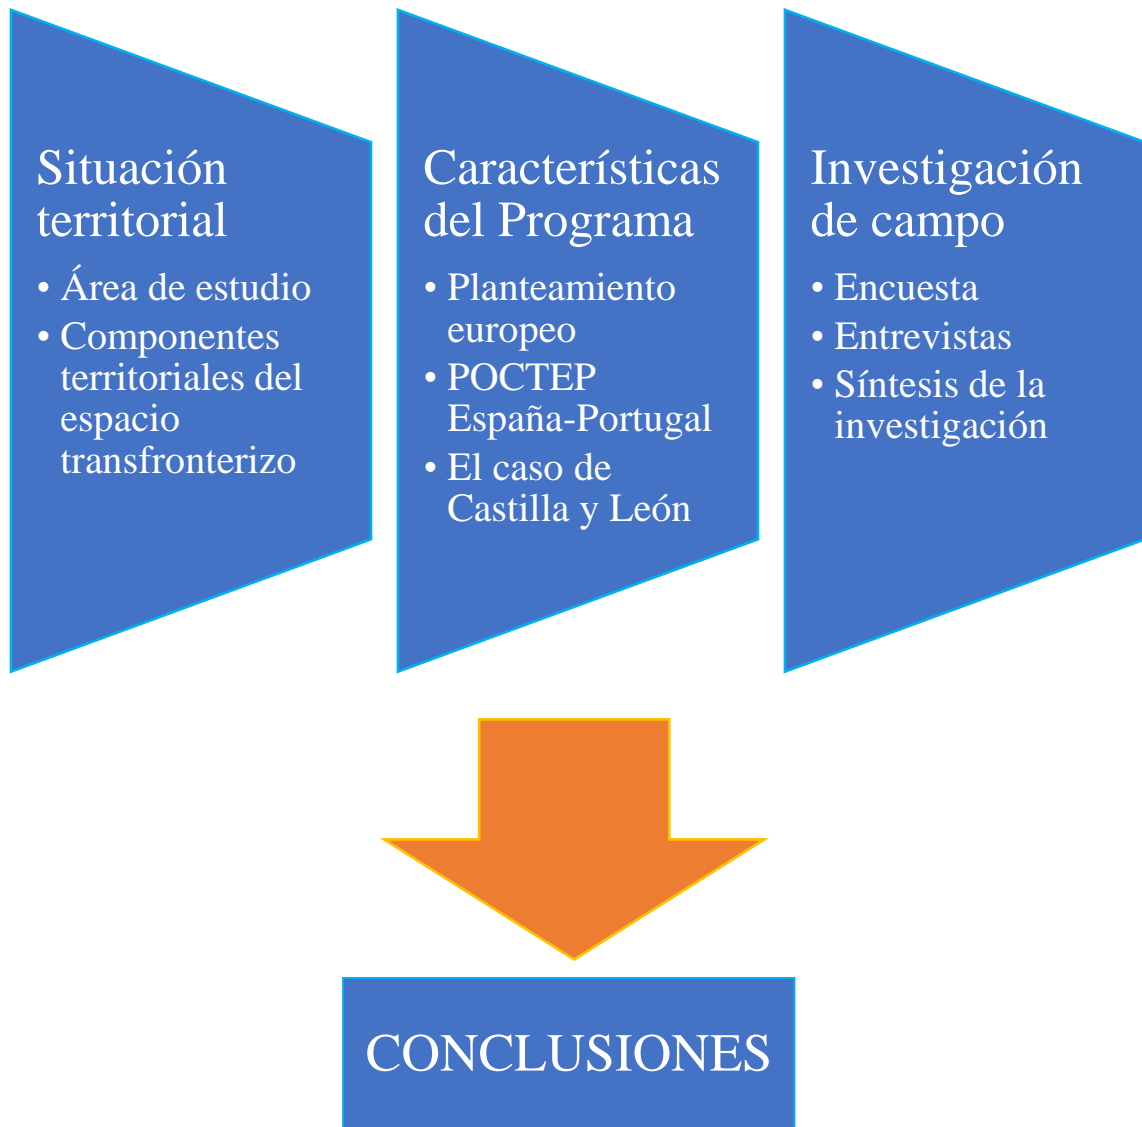 Situación
territorial
• Área de estudio
• Componentes
territoriales del
espacio
transfronterizo
Características
del Programa
• Planteamiento
europeo
• POCTEP
España-Portugal
• El caso de
Castilla y León
Investigación
de campo
• Encuesta
• Entrevistas
• Síntesis de la
investigación
CONCLUSIONES